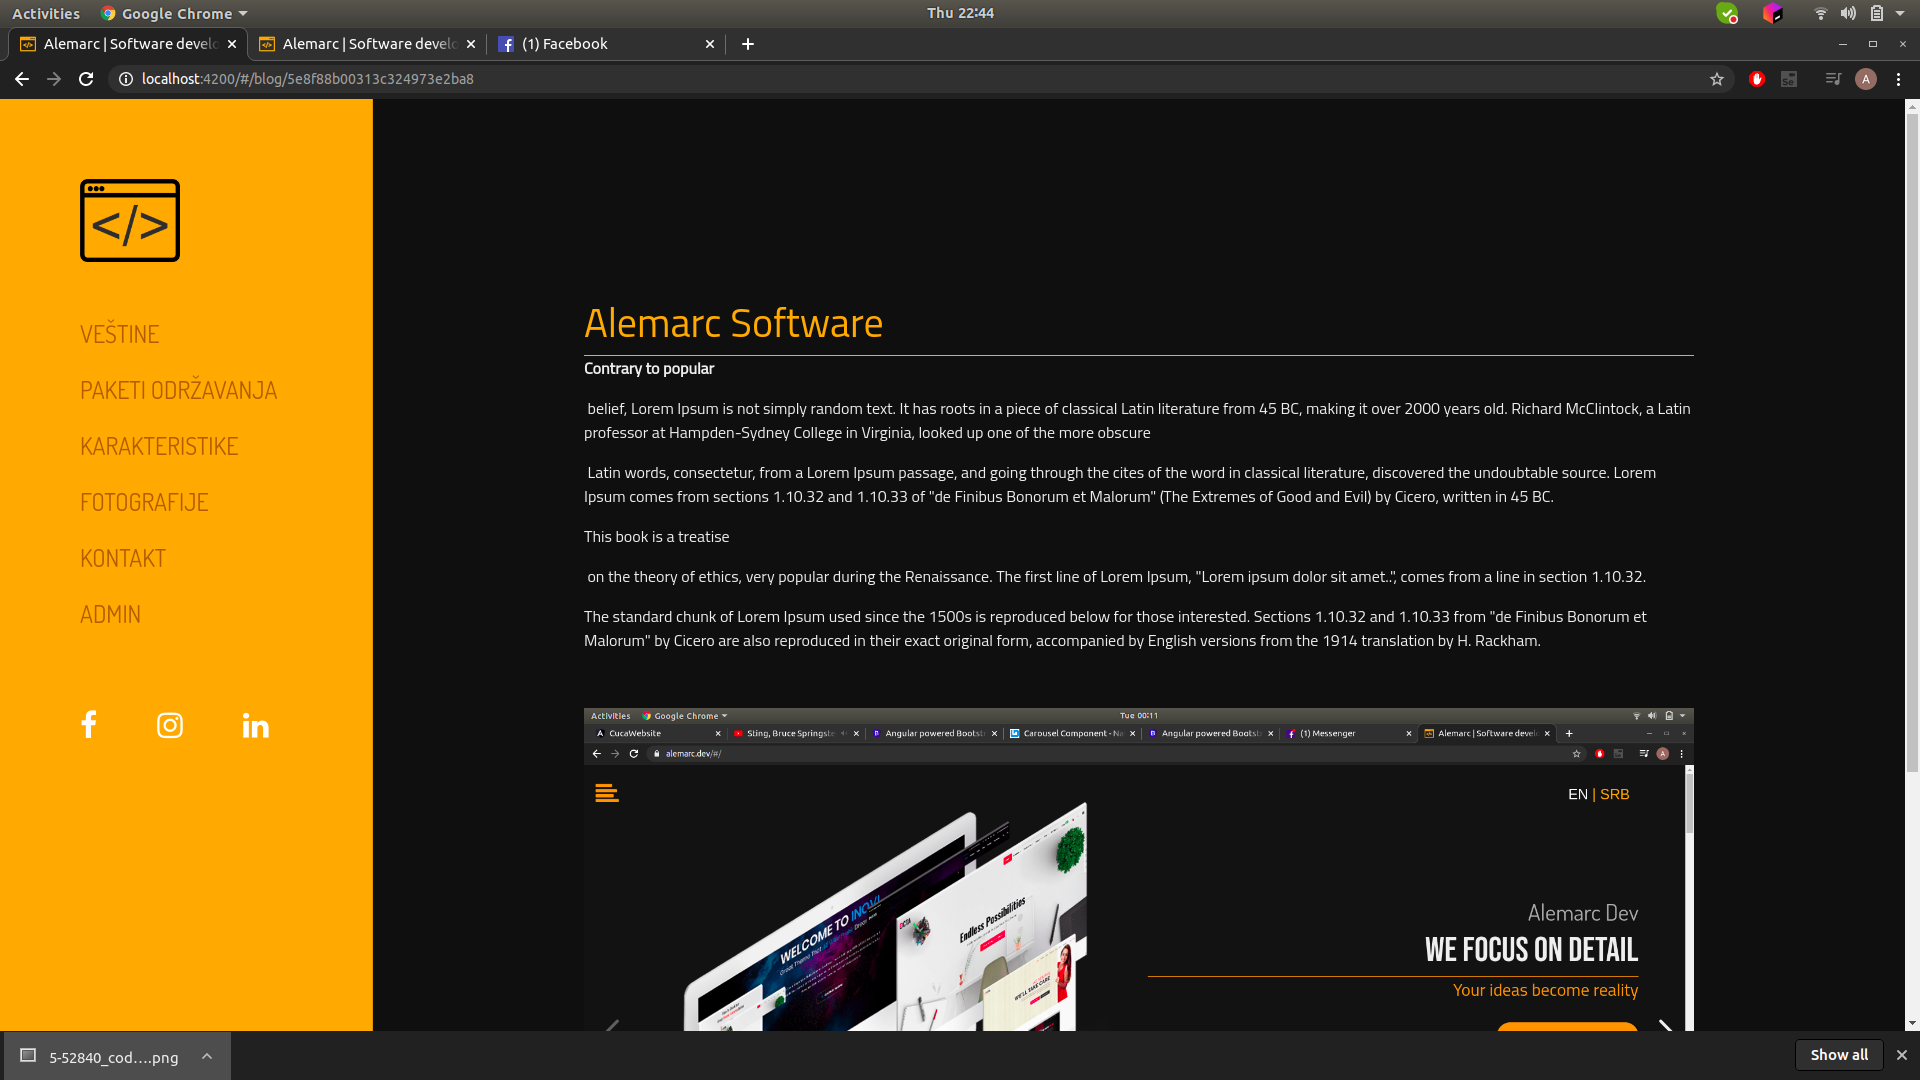 Activities Google Chrome Thu 22:44
Alemarc | Software develo Alemarc | Software develo (1) Facebook
localhost:4200/#/blog/5e8f88b00313c324973e2ba8 A
</>
VEŠTINE
PAKETI ODRŽAVANJA
KARAKTERISTIKE
FOTOGRAFIJE
KONTAKT
ADMIN
Alemarc Software
Contrary to popular
belief, Lorem Ipsum is not simply random text. It has roots in a piece of classical Latin literature from 45 BC, making it over 2000 years old. Richard McClintock, a Latin
professor at Hampden-Sydney College in Virginia, looked up one of the more obscure
Latin words, consectetur, from a Lorem Ipsum passage, and going through the cites of the word in classical literature, discovered the undoubtable source. Lorem
Ipsum comes from sections 1.10.32 and 1.10.33 of "de Finibus Bonorum et Malorum" (The Extremes of Good and Evil) by Cicero, written in 45 BC.
This book is a treatise
on the theory of ethics, very popular during the Renaissance. The first line of Lorem Ipsum, "Lorem ipsum dolor sit amet..", comes from a line in section 1.10.32.
The standard chunk of Lorem Ipsum used since the 1500s is reproduced below for those interested. Sections 1.10.32 and 1.10.33 from "de Finibus Bonorum et
Malorum" by Cicero are also reproduced in their exact original form, accompanied by English versions from the 1914 translation by H. Rackham.
Activities Google Chrome Tue 00:11
CucaWebsite Sting, Bruce Springste Angular powered Bootst Carousel Component - Na Angular powered Bootst (1) Messenger Alemarc | Software devel
alemarc.dev/#/ A
EN | SRB
WELCOME TO INOVI
Endless Possibilities
Alemarc Dev
WE FOCUS ON DETAIL
Your ideas become reality
5-52840_cod....png Show all